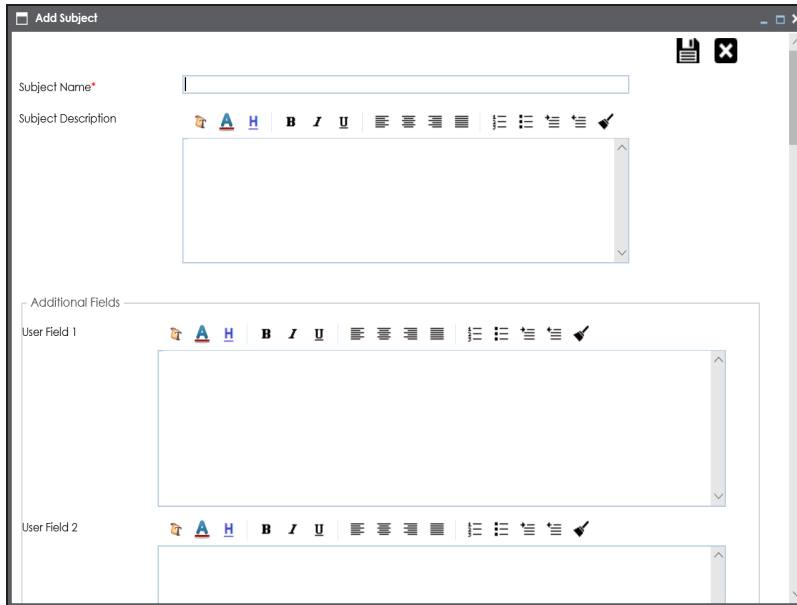 Add Subject
Subject Name*
Subject Description
A H B I U
Additional Fields
User Field 1
A H B I U
User Field 2
A H B I U